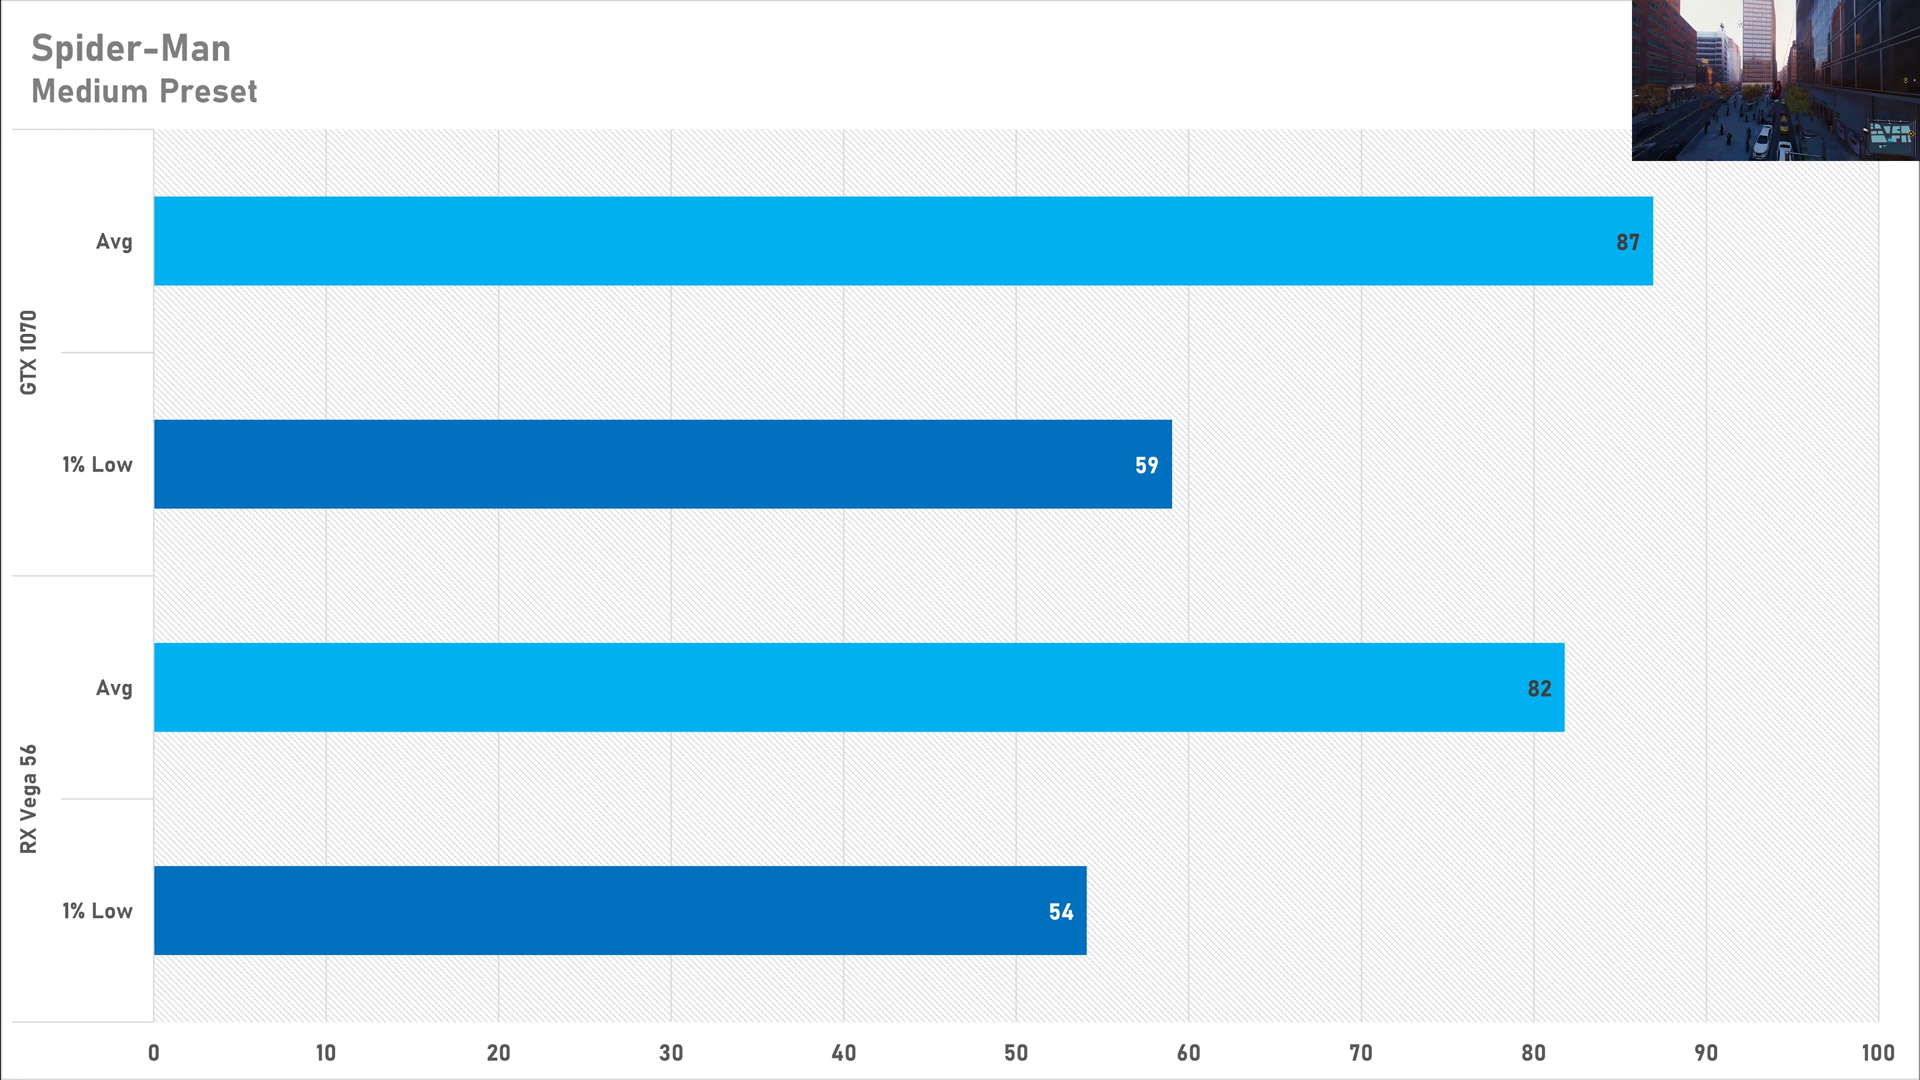 Spider-Man
Medium Preset
GTX 1070
Avg
87
1% Low
59
RX Vega 56
Avg
82
1% Low
54
0 10 20 30 40 50 60 70 80 90 100